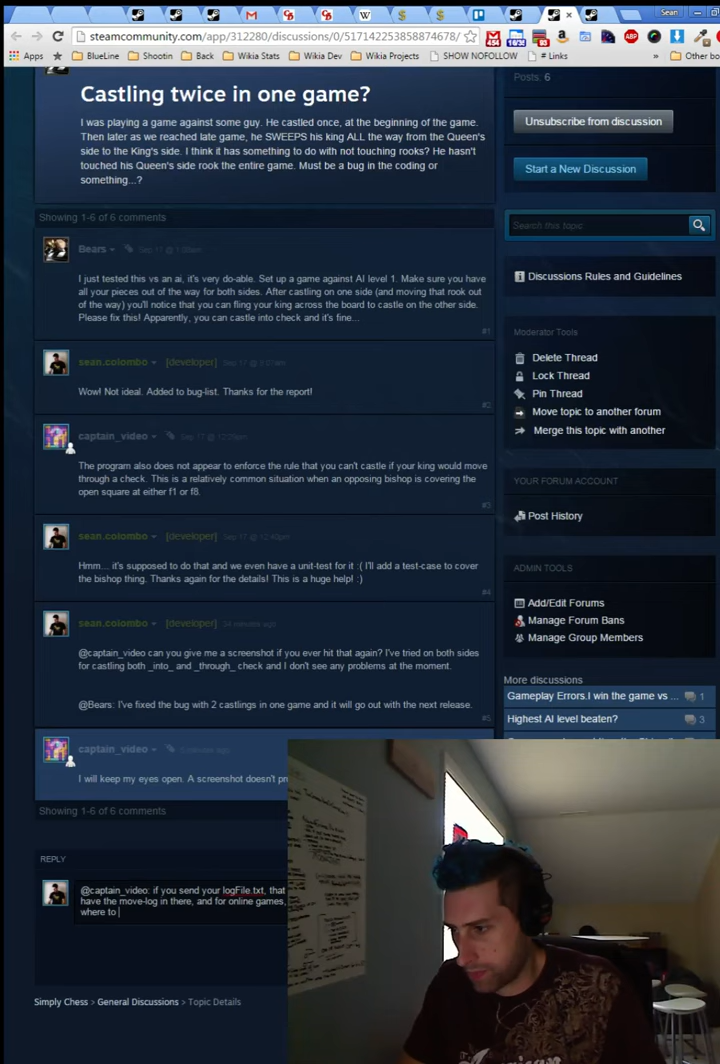 Sean
steamcommunity.com/app/312280/discussions/0/517142253858874678/
Apps
BlueLine
Shootin
Back
Wikia Stats
Wikia Dev
Wikia Projects
SHOW NOFOLLOW
# Links
»
Other bo
Castling twice in one game?
I was playing a game against some guy. He castled once, at the beginning of the game.
Then later as we reached late game, he SWEEPS his king ALL the way from the Queen's
side to the King's side. I think it has something to do with not touching rooks? He hasn't
touched his Queen's side rook the entire game. Must be a bug in the coding or
something...?
Posts: 6
Unsubscribe from discussion
Start a New Discussion
Search this topic
Discussions Rules and Guidelines
Moderator Tools
Delete Thread
Lock Thread
Pin Thread
Move topic to another forum
Merge this topic with another
YOUR FORUM ACCOUNT
Post History
ADMIN TOOLS
Add/Edit Forums
Manage Forum Bans
Manage Group Members
More discussions
Gameplay Errors.I win the game vs ... 1
Highest AI level beaten? 3
Showing 1-6 of 6 comments
Bears
I just tested this vs an ai, it's very do-able. Set up a game against AI level 1. Make sure you have
all your pieces out of the way for both sides. After castling on one side (and moving that rook out
of the way) you'll notice that you can fling your king across the board to castle on the other side.
Please fix this! Apparently, you can castle into check and it's fine...
#1
sean.colombo [developer]
Wow! Not ideal. Added to bug-list. Thanks for the report!
#2
captain_video
The program also does not appear to enforce the rule that you can't castle if your king would move
through a check. This is a relatively common situation when an opposing bishop is covering the
open square at either f1 or f8.
#3
sean.colombo [developer]
Hmm... it's supposed to do that and we even have a unit-test for it :( I'll add a test-case to cover
the bishop thing. Thanks again for the details! This is a huge help! :)
#4
sean.colombo [developer] 34 minutes ago
@captain_video can you give me a screenshot if you ever hit that again? I've tried on both sides
for castling both _into_ and _through_ check and I don't see any problems at the moment.
@Bears: I've fixed the bug with 2 castlings in one game and it will go out with the next release.
#5
captain_video
I will keep my eyes open. A screenshot doesn't pr
Showing 1-6 of 6 comments
REPLY
@captain_video: if you send your logFile.txt, that
have the move-log in there, and for online games,
where to
Simply Chess > General Discussions > Topic Details